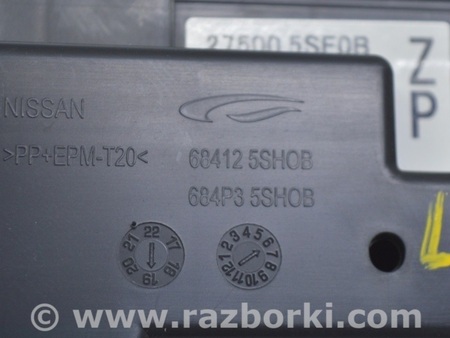 27500 5SE0B
Z
P
NISSAN
>PP+EPM-T20<
68412 5SH0B
684P3 5SH0B
17 18 19 20 21 22
1 2 3 4 5 6 7 8 9 10 11 12
L
© www.razborki.com